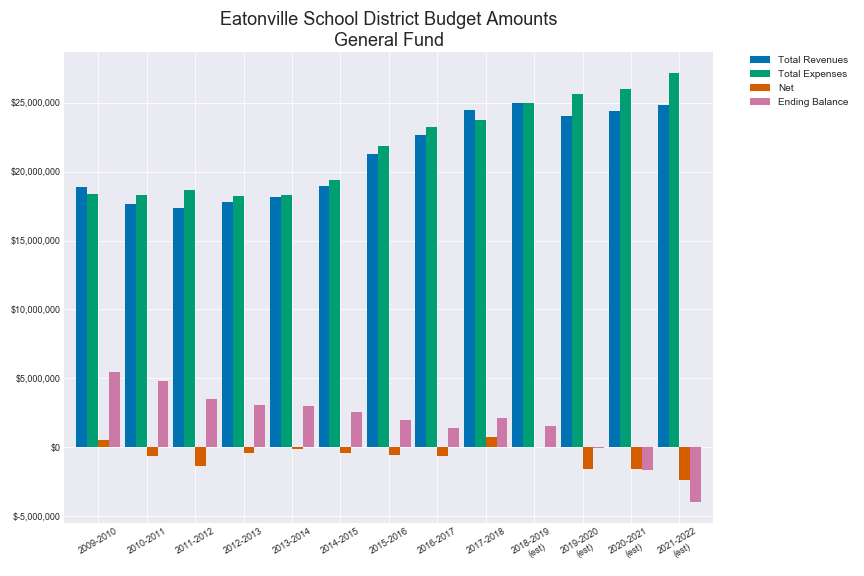 Eatonville School District Budget Amounts
General Fund
Total Revenues
Total Expenses
Net
Ending Balance
$25,000,000
$20,000,000
$15,000,000
$10,000,000
$5,000,000
$0
$-5,000,000
2009-2010
2010-2011
2011-2012
2012-2013
2013-2014
2014-2015
2015-2016
2016-2017
2017-2018
2018-2019
(est)
2019-2020
(est)
2020-2021
(est)
2021-2022
(est)